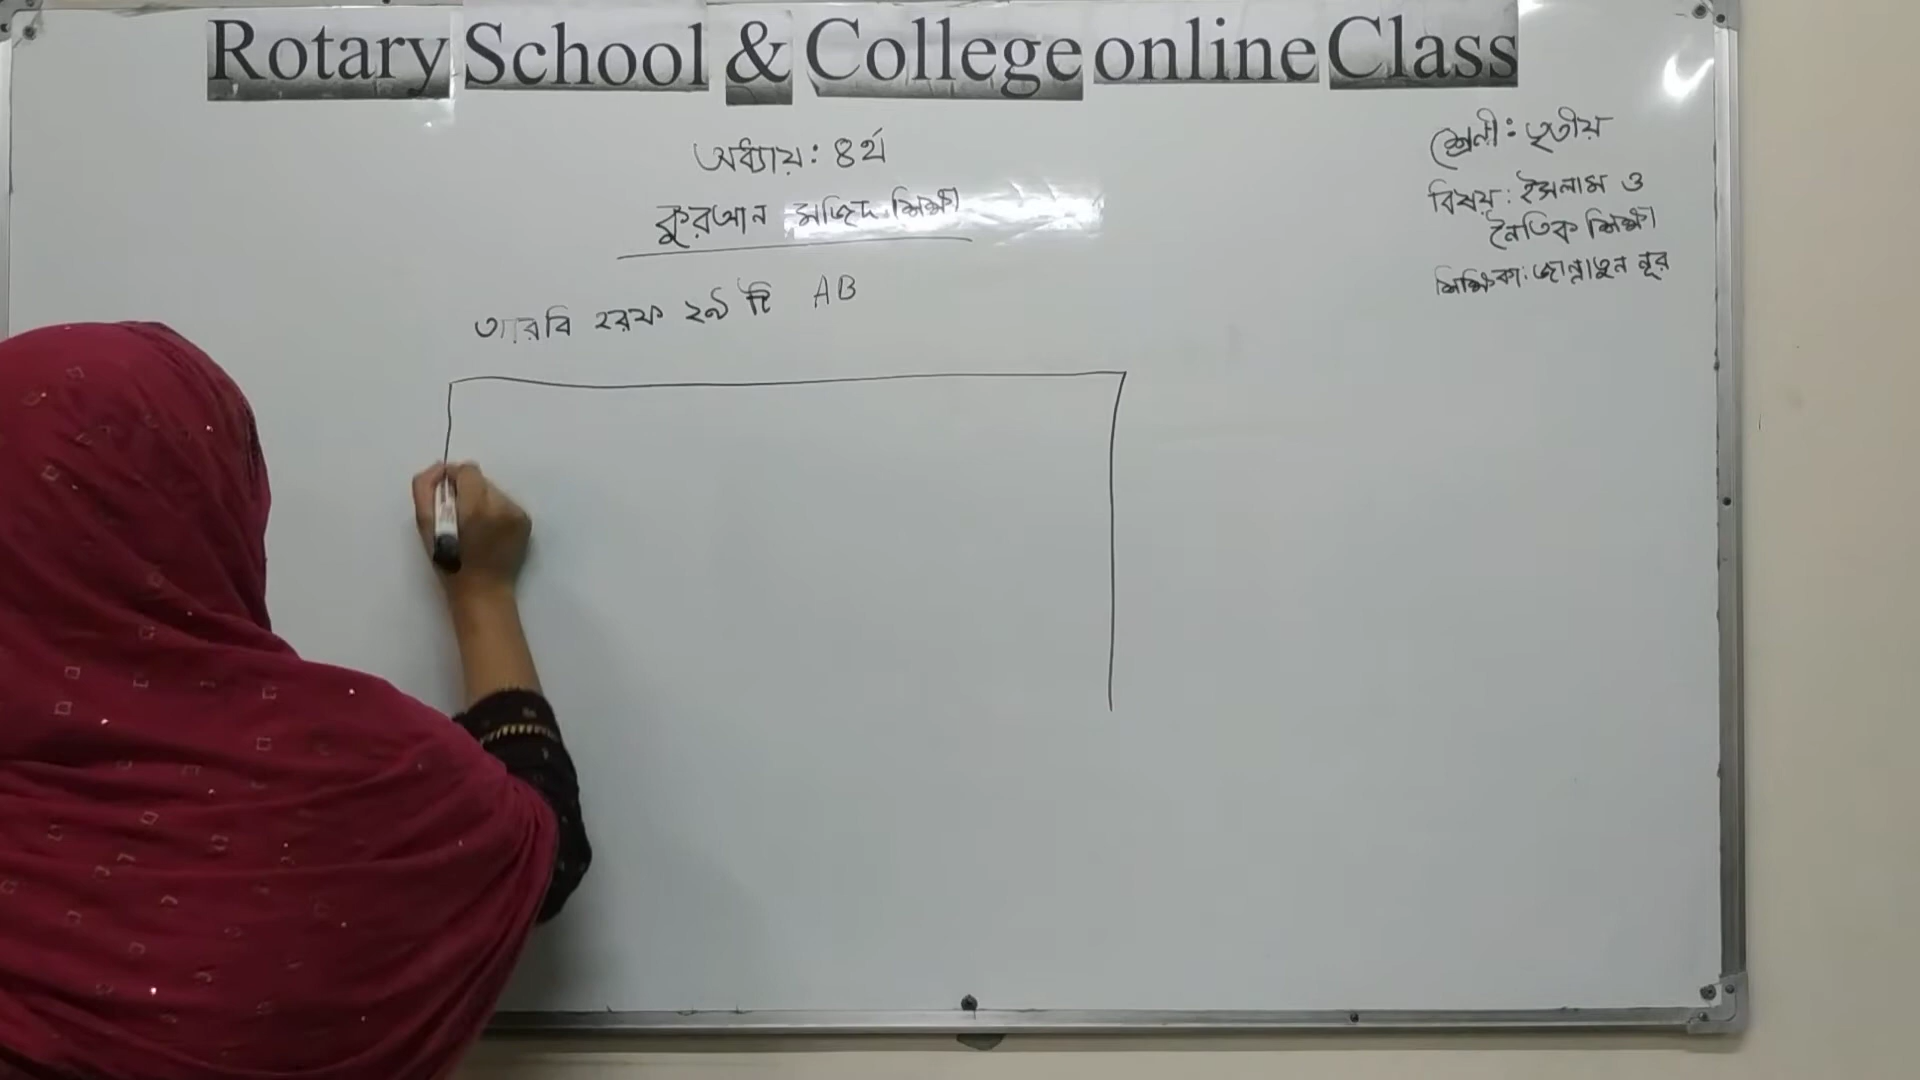 Rotary School & College online Class
অধ্যায়: ৪র্থ
কুরআন মজিদ শিক্ষা
আরবি হরফ ২৯ টি AB
শ্রেণী: তৃতীয়
বিষয়: ইসলাম ও
নৈতিক শিক্ষা
শিক্ষিকা: জান্নাতুন নূর